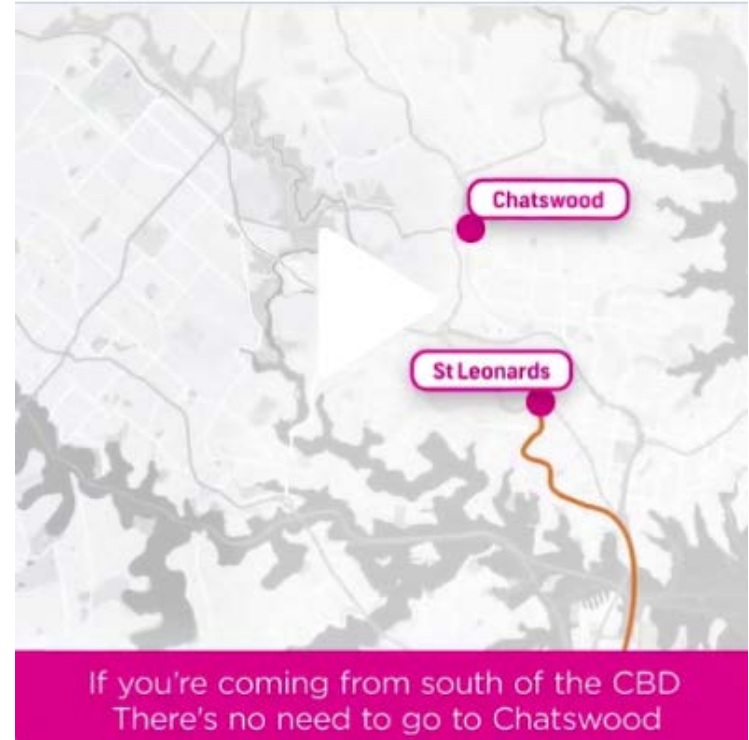 Chatswood
St Leonards
If you're coming from south of the CBD
There's no need to go to Chatswood